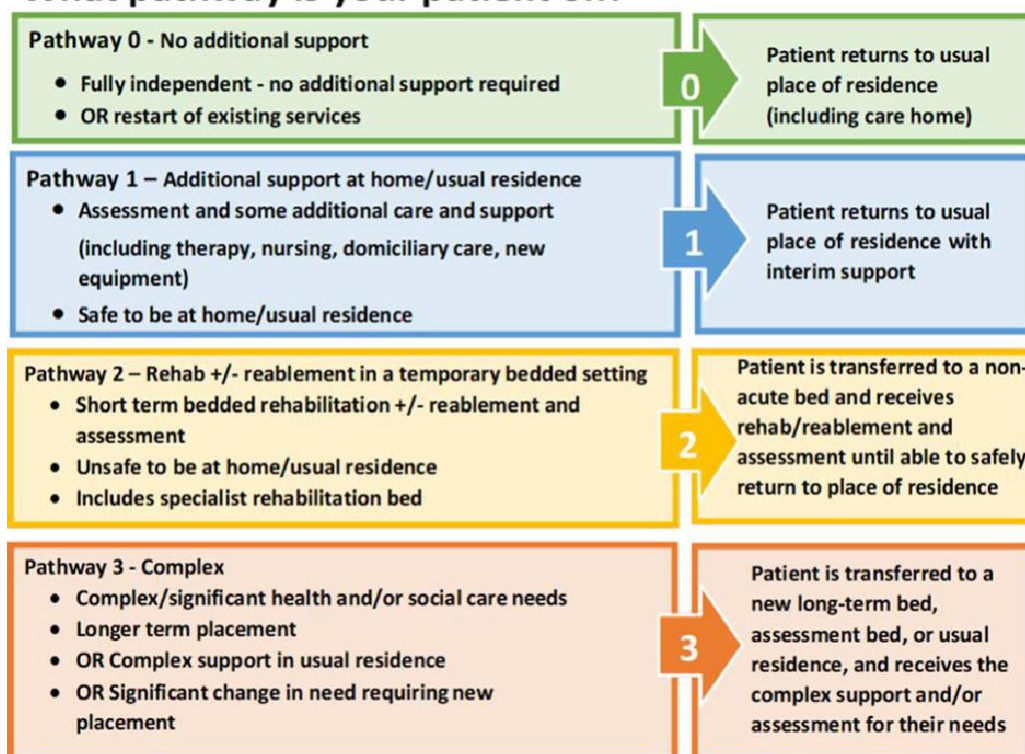 Pathway 0 - No additional support
• Fully independent - no additional support required
• OR restart of existing services
0
Patient returns to usual
place of residence
(including care home)
Pathway 1 – Additional support at home/usual residence
• Assessment and some additional care and support
(including therapy, nursing, domiciliary care, new
equipment)
• Safe to be at home/usual residence
1
Patient returns to usual
place of residence with
interim support
Pathway 2 – Rehab +/- reablement in a temporary bedded setting
• Short term bedded rehabilitation +/- reablement and
assessment
• Unsafe to be at home/usual residence
• Includes specialist rehabilitation bed
2
Patient is transferred to a non-
acute bed and receives
rehab/reablement and
assessment until able to safely
return to place of residence
Pathway 3 - Complex
• Complex/significant health and/or social care needs
• Longer term placement
• OR Complex support in usual residence
• OR Significant change in need requiring new
placement
3
Patient is transferred to a
new long-term bed,
assessment bed, or usual
residence, and receives the
complex support and/or
assessment for their needs